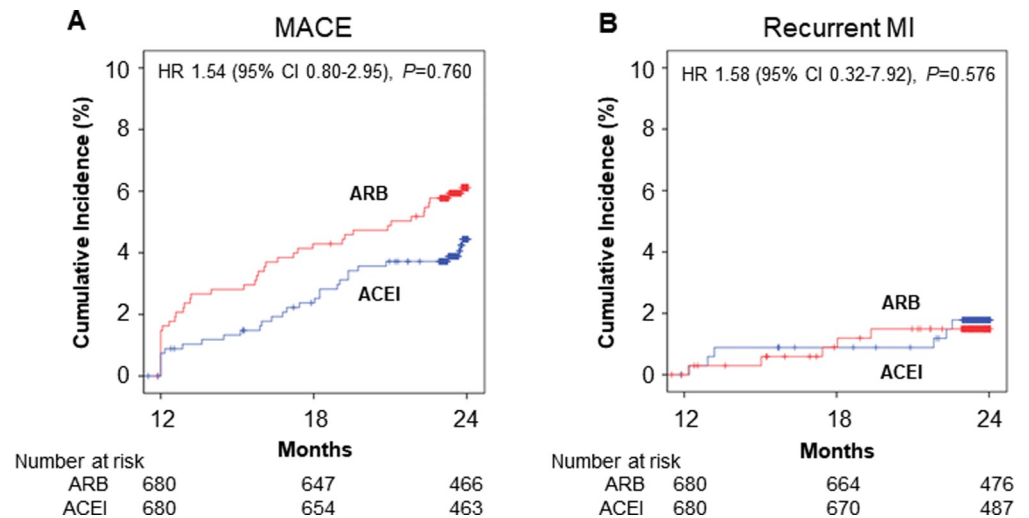 A MACE
HR 1.54 (95% CI 0.80-2.95), P=0.760
Cumulative Incidence (%)
10
8
6
4
2
0
ARB
ACEI
12 18 24
Months
Number at risk
ARB 680 647 466
ACEI 680 654 463
B Recurrent MI
HR 1.58 (95% CI 0.32-7.92), P=0.576
Cumulative Incidence (%)
10
8
6
4
2
0
ARB
ACEI
12 18 24
Months
Number at risk
ARB 680 664 476
ACEI 680 670 487